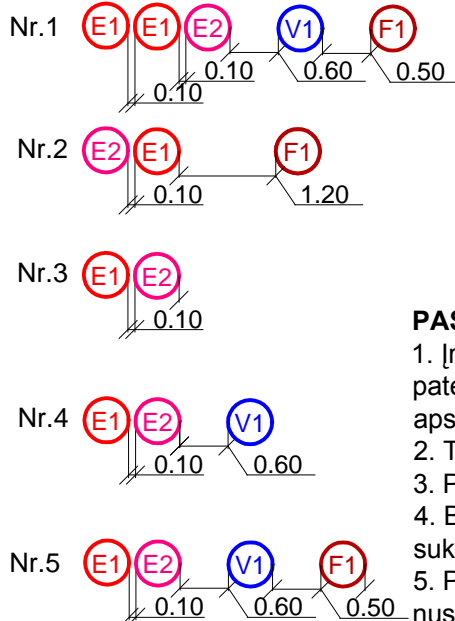 Nr.1 E1 E1 E2 V1 F1
0.10 0.10 0.60 0.50
Nr.2 E2 E1 F1
0.10 1.20
Nr.3 E1 E2
0.10
Nr.4 E1 E2 V1
0.10 0.60
Nr.5 E1 E2 V1 F1
0.10 0.60 0.50
PAS
1. Įr
pate
aps
2. T
3. P
4. E
suk
5. P
nus